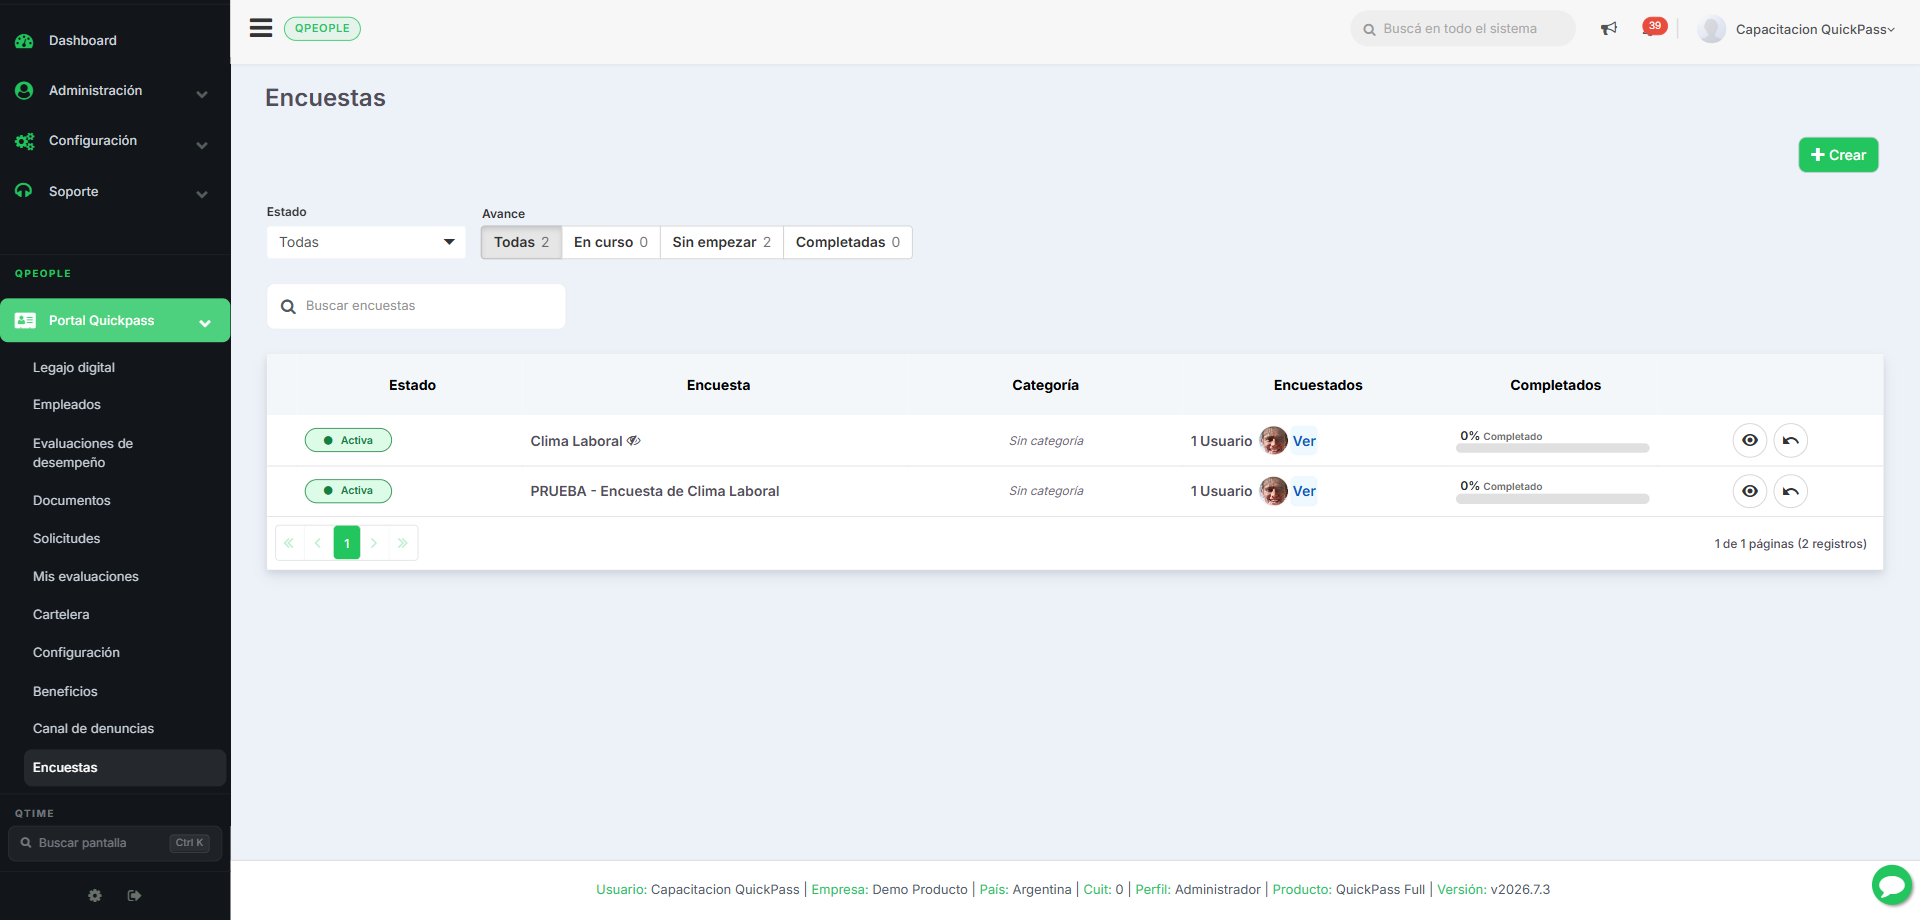 Dashboard
Administración
Configuración
Soporte
QPEOPLE
Portal Quickpass
Legajo digital
Empleados
Evaluaciones de
desempeño
Documentos
Solicitudes
Mis evaluaciones
Cartelera
Configuración
Beneficios
Canal de denuncias
Encuestas
QTIME
Buscar pantalla Ctrl K
QPEOPLE
Buscá en todo el sistema
39
Capacitacion QuickPass
Encuestas
Crear
Estado
Todas
Avance
Todas 2 En curso 0 Sin empezar 2 Completadas 0
Buscar encuestas
Estado Encuesta Categoría Encuestados Completados
Activa Clima Laboral Sin categoría 1 Usuario Ver 0% Completado
Activa PRUEBA - Encuesta de Clima Laboral Sin categoría 1 Usuario Ver 0% Completado
« ‹ 1 › »
1 de 1 páginas (2 registros)
Usuario: Capacitacion QuickPass | Empresa: Demo Producto | País: Argentina | Cuit: 0 | Perfil: Administrador | Producto: QuickPass Full | Versión: v2026.7.3